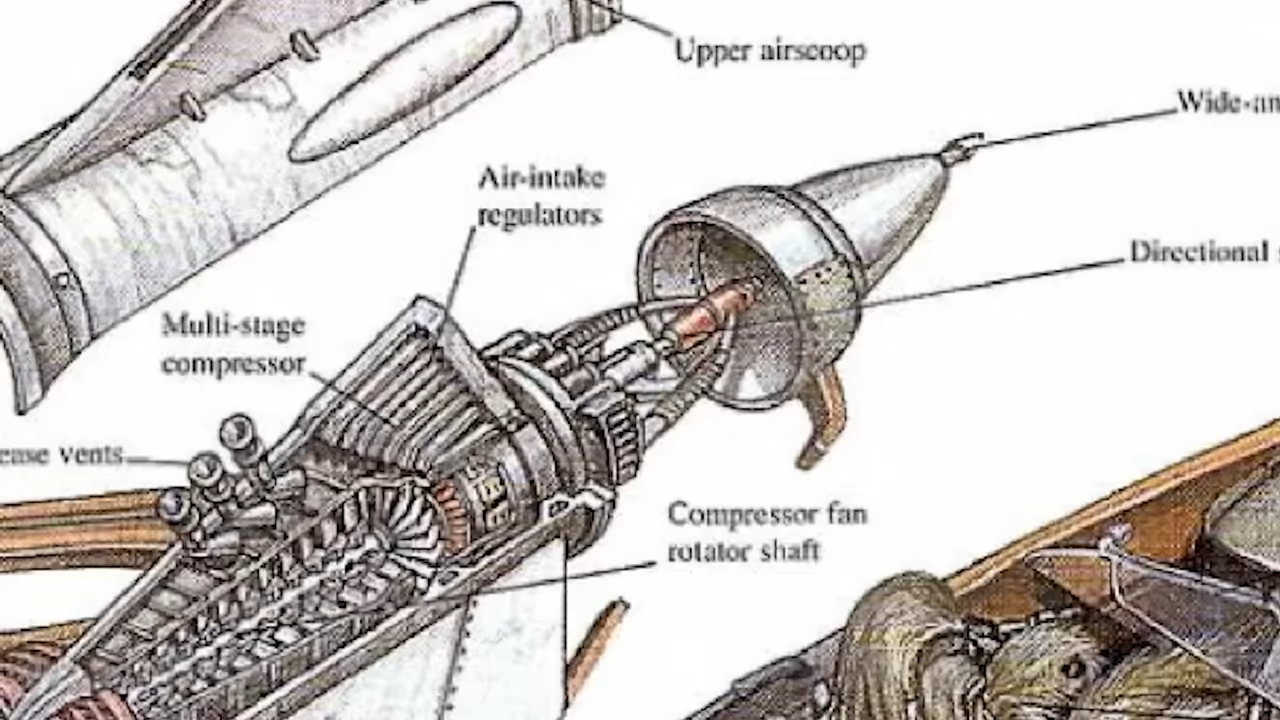 Upper airscoop
Wide-an
Air-intake
regulators
Directional
Multi-stage
compressor
ease vents
Compressor fan
rotator shaft